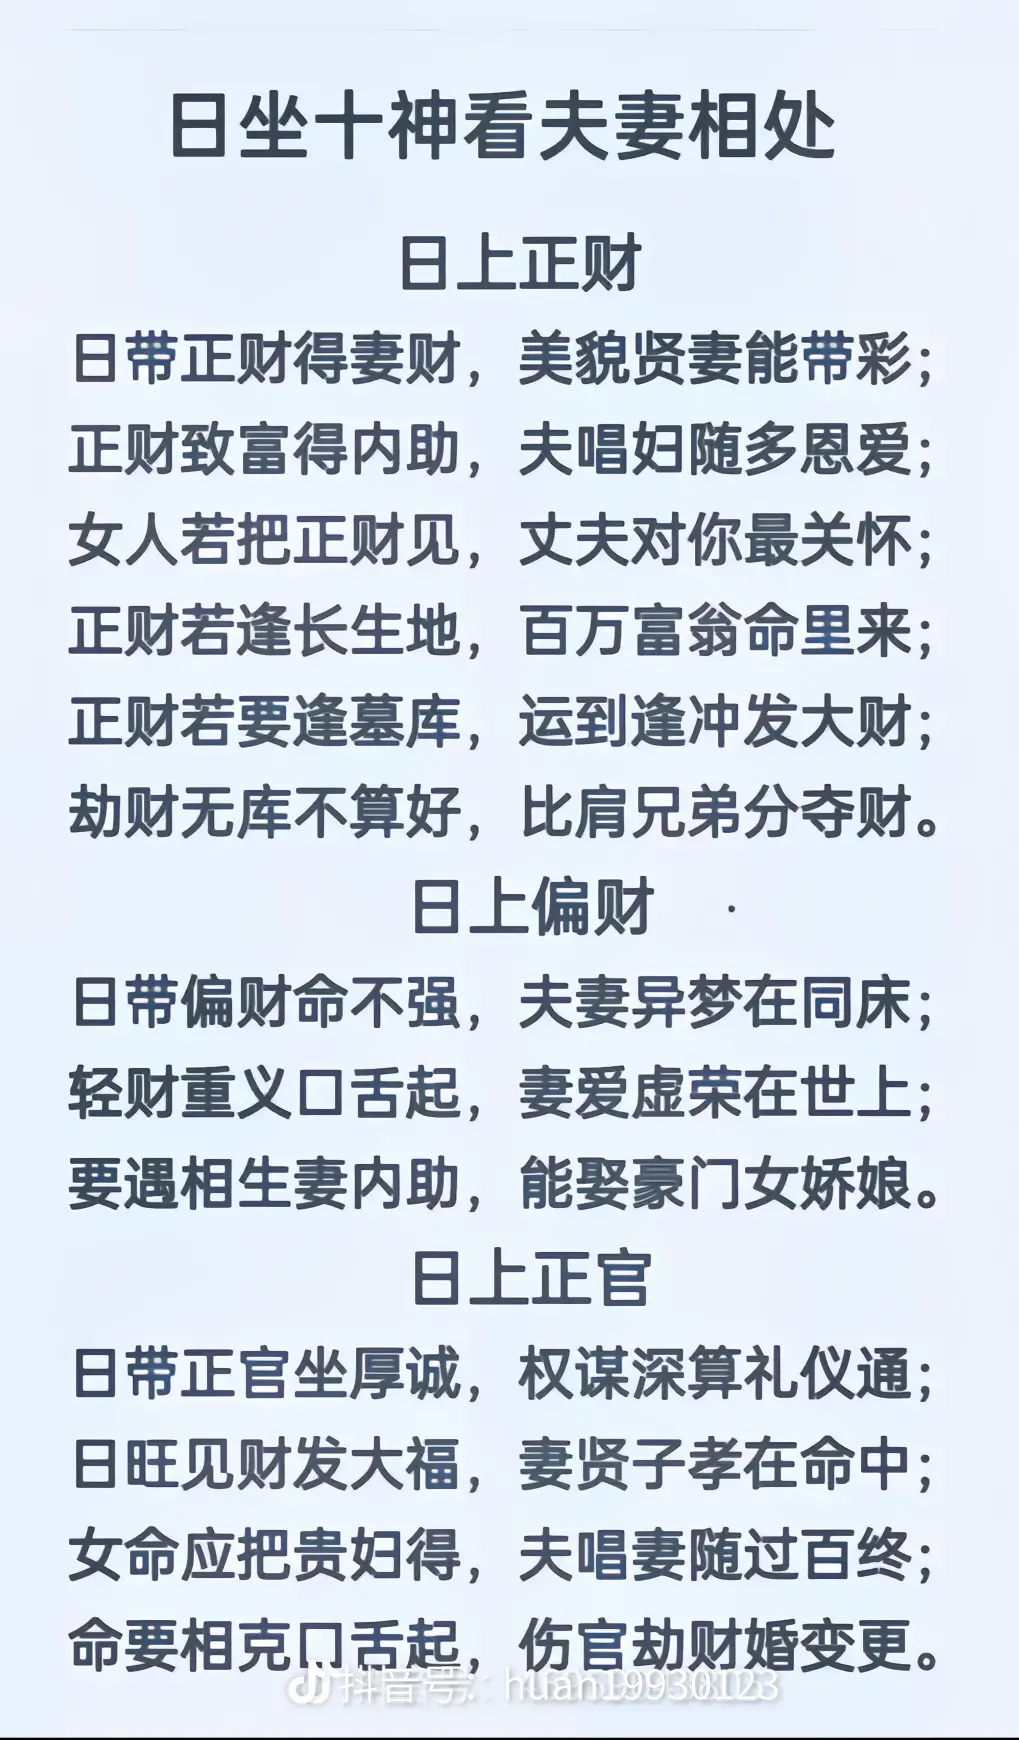 日坐十神看夫妻相处
日上正财
日带正财得妻财，美貌贤妻能带彩；
正财致富得内助，夫唱妇随多恩爱；
女人若把正财见，丈夫对你最关怀；
正财若逢长生地，百万富翁命里来；
正财若要逢墓库，运到逢冲发大财；
劫财无库不算好，比肩兄弟分夺财。
日上偏财
日带偏财命不强，夫妻异梦在同床；
轻财重义口舌起，妻爱虚荣在世上；
要遇相生妻内助，能娶豪门女娇娘。
日上正官
日带正官坐厚诚，权谋深算礼仪通；
日旺见财发大福，妻贤子孝在命中；
女命应把贵妇得，夫唱妻随过百终；
命要相克口舌起，伤官劫财婚变更。
抖音号：huan19930123